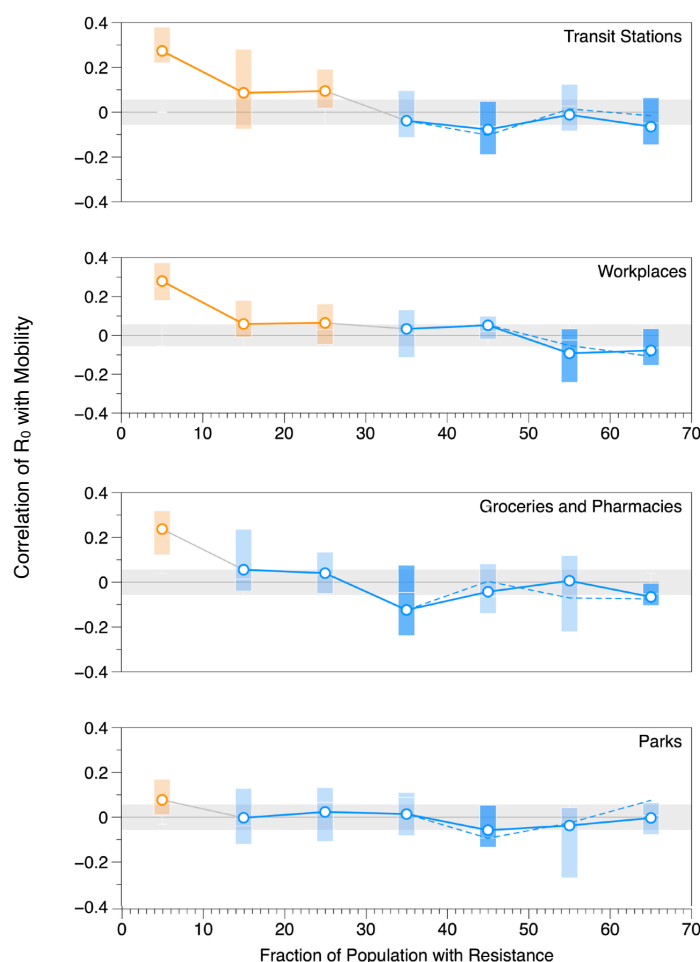 Correlation of R₀ with Mobility
Transit Stations
0.4
0.2
0
−0.2
−0.4
Workplaces
0.4
0.2
0
−0.2
−0.4
0 10 20 30 40 50 60 70
Groceries and Pharmacies
0.4
0.2
0
−0.2
−0.4
Parks
0.4
0.2
0
−0.2
−0.4
0 10 20 30 40 50 60 70
Fraction of Population with Resistance